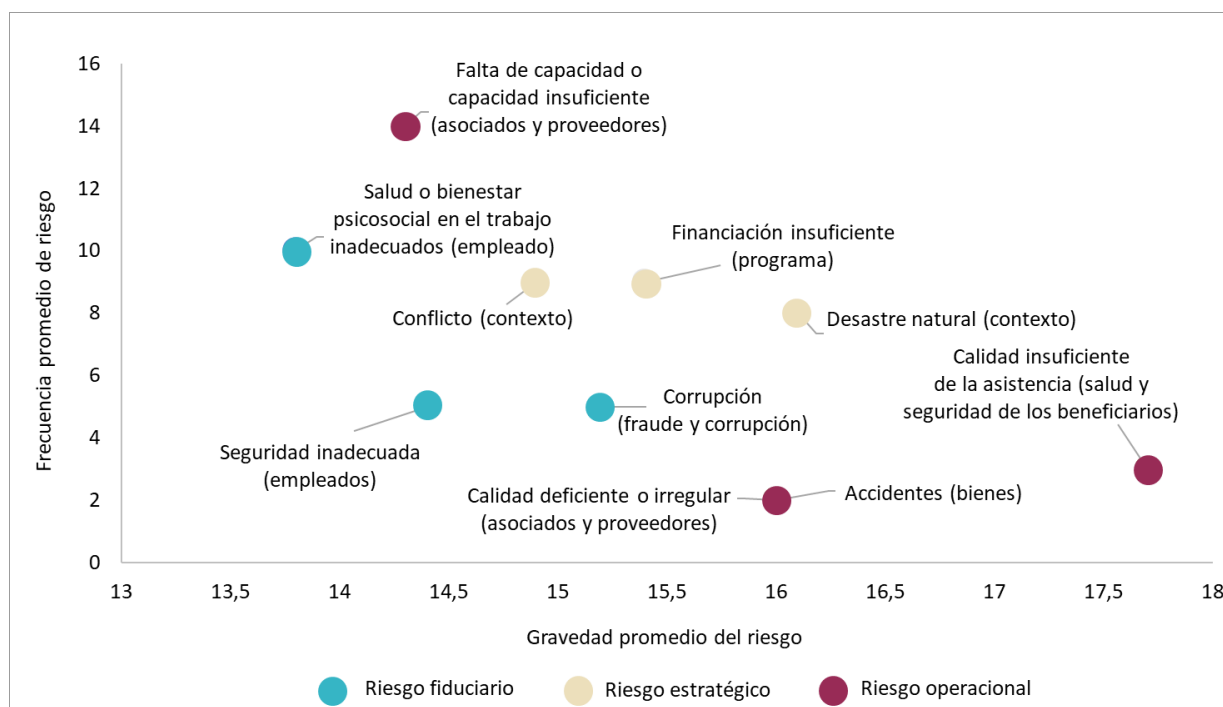 16
14
12
10
8
6
4
2
0
Frecuencia promedio de riesgo
Falta de capacidad o
capacidad insuficiente
(asociados y proveedores)
Salud o bienestar
psicosocial en el trabajo
inadecuados (empleado)
Financiación insuficiente
(programa)
Conflicto (contexto)
Desastre natural (contexto)
Calidad insuficiente
de la asistencia (salud y
seguridad de los beneficiarios)
Corrupción
(fraude y corrupción)
Seguridad inadecuada
(empleados)
Calidad deficiente o irregular
(asociados y proveedores)
Accidentes (bienes)
13 13,5 14 14,5 15 15,5 16 16,5 17 17,5 18
Gravedad promedio del riesgo
Riesgo fiduciario Riesgo estratégico Riesgo operacional